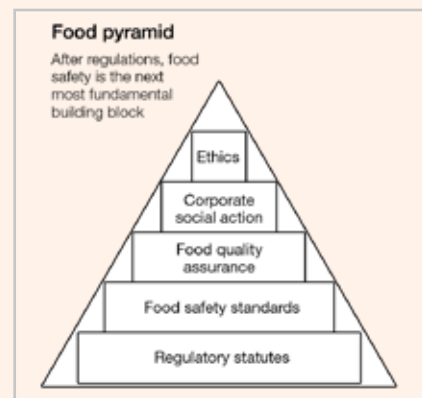 Food pyramid
After regulations, food
safety is the next
most fundamental
building block
Ethics
Corporate
social action
Food quality
assurance
Food safety standards
Regulatory statutes